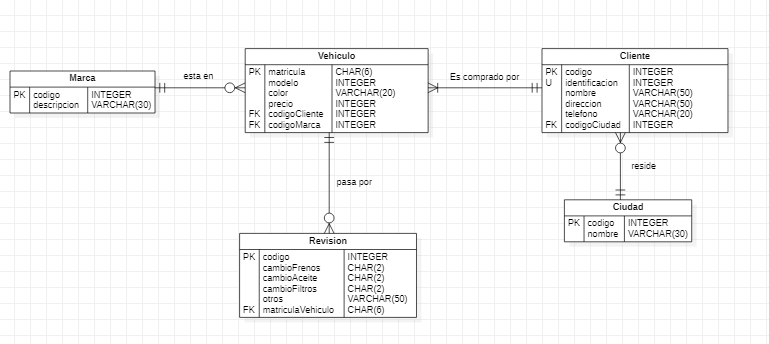 Marca
PK codigo INTEGER
descripcion VARCHAR(30)
esta en
Vehiculo
PK matricula CHAR(6)
modelo INTEGER
color VARCHAR(20)
precio INTEGER
FK codigoCliente INTEGER
FK codigoMarca INTEGER
Es comprado por
Cliente
PK codigo INTEGER
U identificacion INTEGER
nombre VARCHAR(50)
direccion VARCHAR(50)
telefono VARCHAR(20)
FK codigoCiudad INTEGER
reside
pasa por
Ciudad
PK codigo INTEGER
nombre VARCHAR(30)
Revision
PK codigo INTEGER
cambioFrenos CHAR(2)
cambioAceite CHAR(2)
cambioFiltros CHAR(2)
otros VARCHAR(50)
FK matriculaVehiculo CHAR(6)